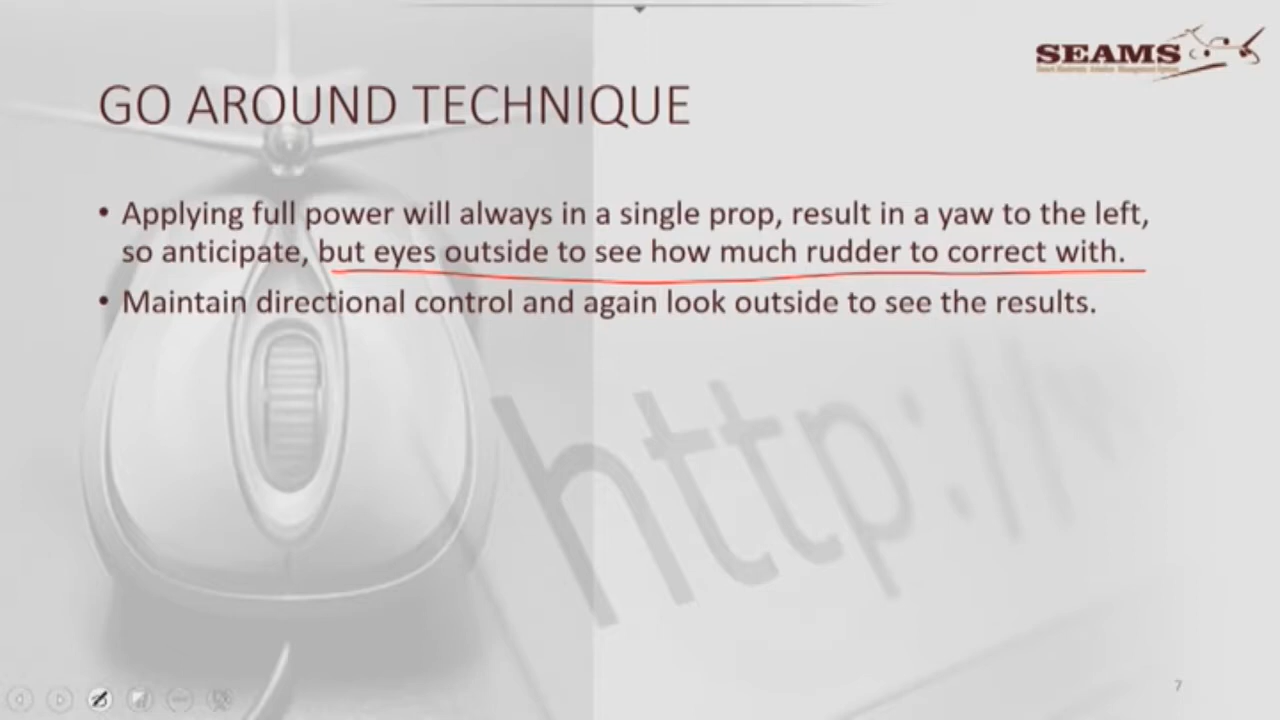 SEAMS
GO AROUND TECHNIQUE
• Applying full power will always in a single prop, result in a yaw to the left,
so anticipate, but eyes outside to see how much rudder to correct with.
• Maintain directional control and again look outside to see the results.
http://
7